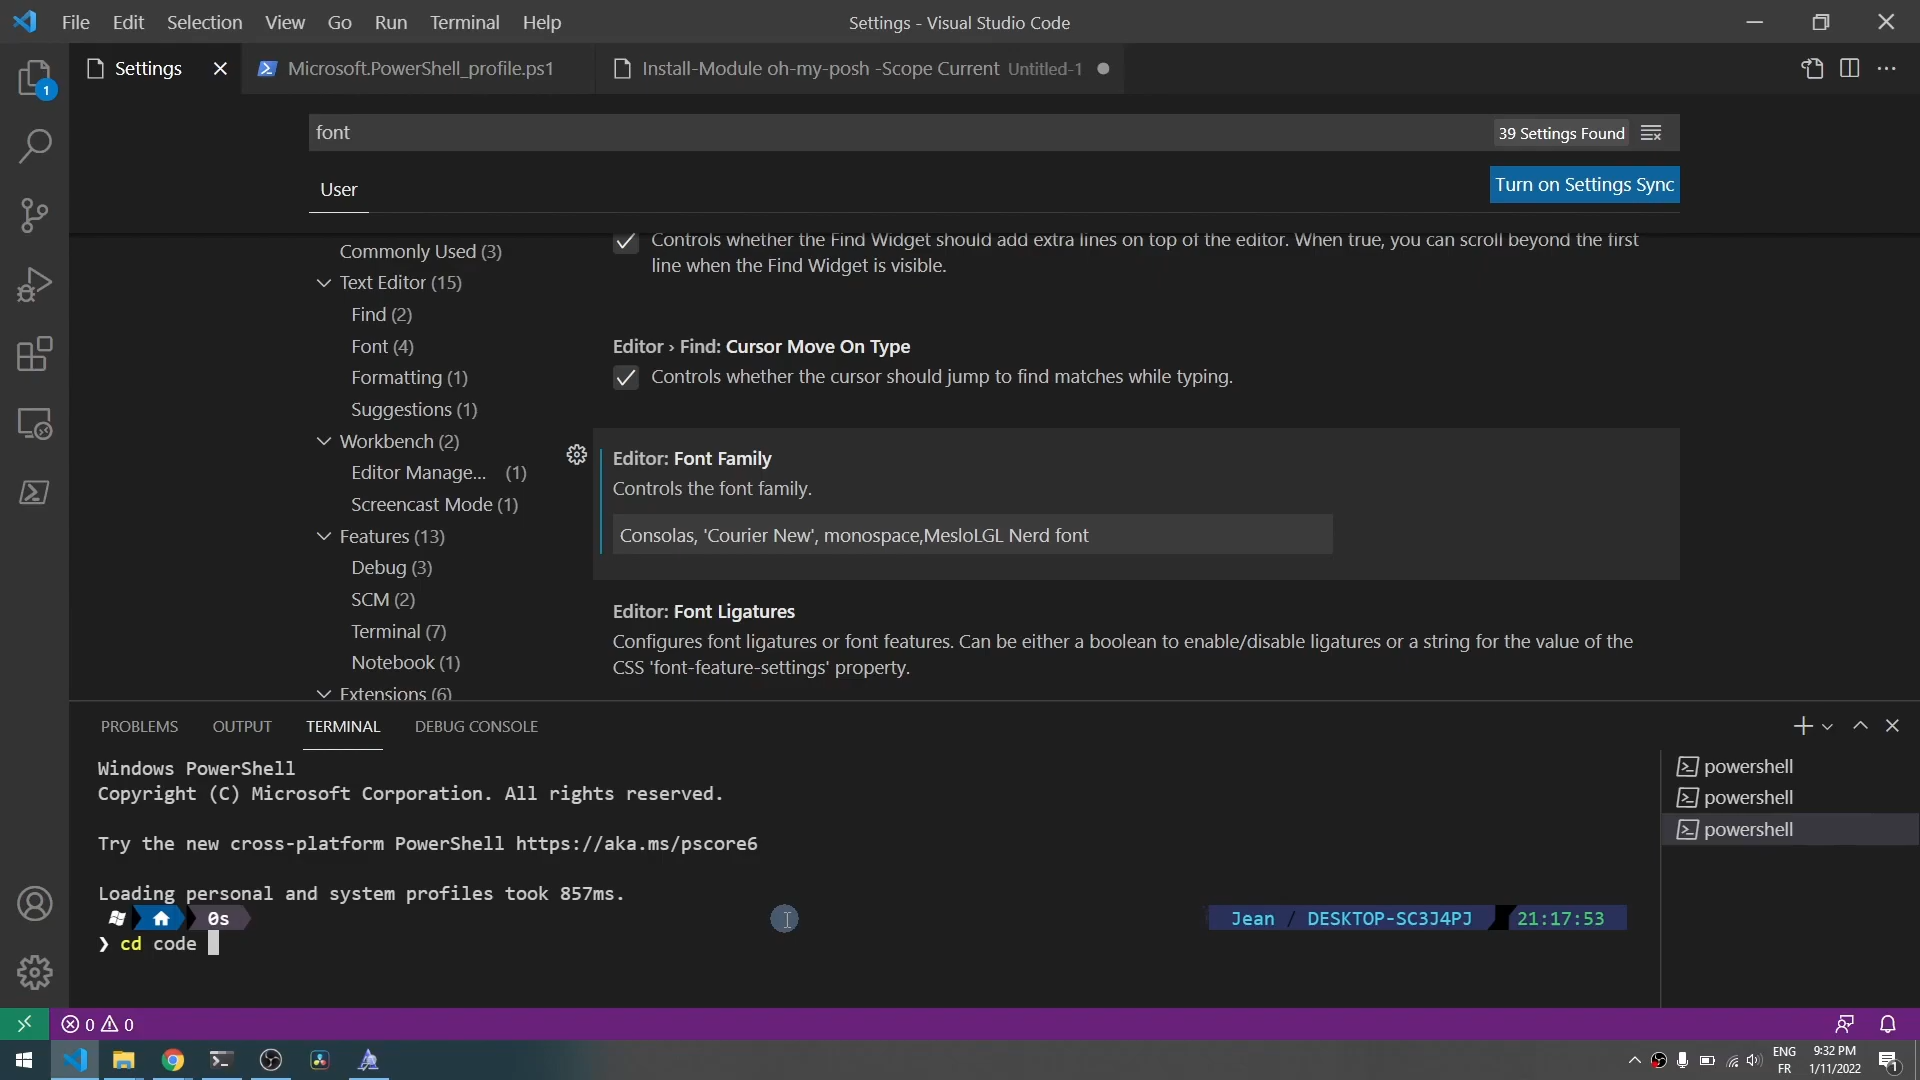 File Edit Selection View Go Run Terminal Help
Settings - Visual Studio Code
Settings
Microsoft.PowerShell_profile.ps1
Install-Module oh-my-posh -Scope Current Untitled-1
1
font
39 Settings Found
User
Turn on Settings Sync
Commonly Used (3)
Text Editor (15)
Find (2)
Font (4)
Formatting (1)
Suggestions (1)
Workbench (2)
Editor Manage... (1)
Screencast Mode (1)
Features (13)
Debug (3)
SCM (2)
Terminal (7)
Notebook (1)
Extensions (6)
Controls whether the Find Widget should add extra lines on top of the editor. When true, you can scroll beyond the first
line when the Find Widget is visible.
Editor › Find: Cursor Move On Type
Controls whether the cursor should jump to find matches while typing.
Editor: Font Family
Controls the font family.
Consolas, 'Courier New', monospace,MesloLGL Nerd font
Editor: Font Ligatures
Configures font ligatures or font features. Can be either a boolean to enable/disable ligatures or a string for the value of the
CSS 'font-feature-settings' property.
PROBLEMS OUTPUT TERMINAL DEBUG CONSOLE
Windows PowerShell
Copyright (C) Microsoft Corporation. All rights reserved.
Try the new cross-platform PowerShell https://aka.ms/pscore6
Loading personal and system profiles took 857ms.
0s
Jean / DESKTOP-SC3J4PJ 21:17:53
❯ cd code
powershell
powershell
powershell
0 0
ENG
FR
9:32 PM
1/11/2022
1